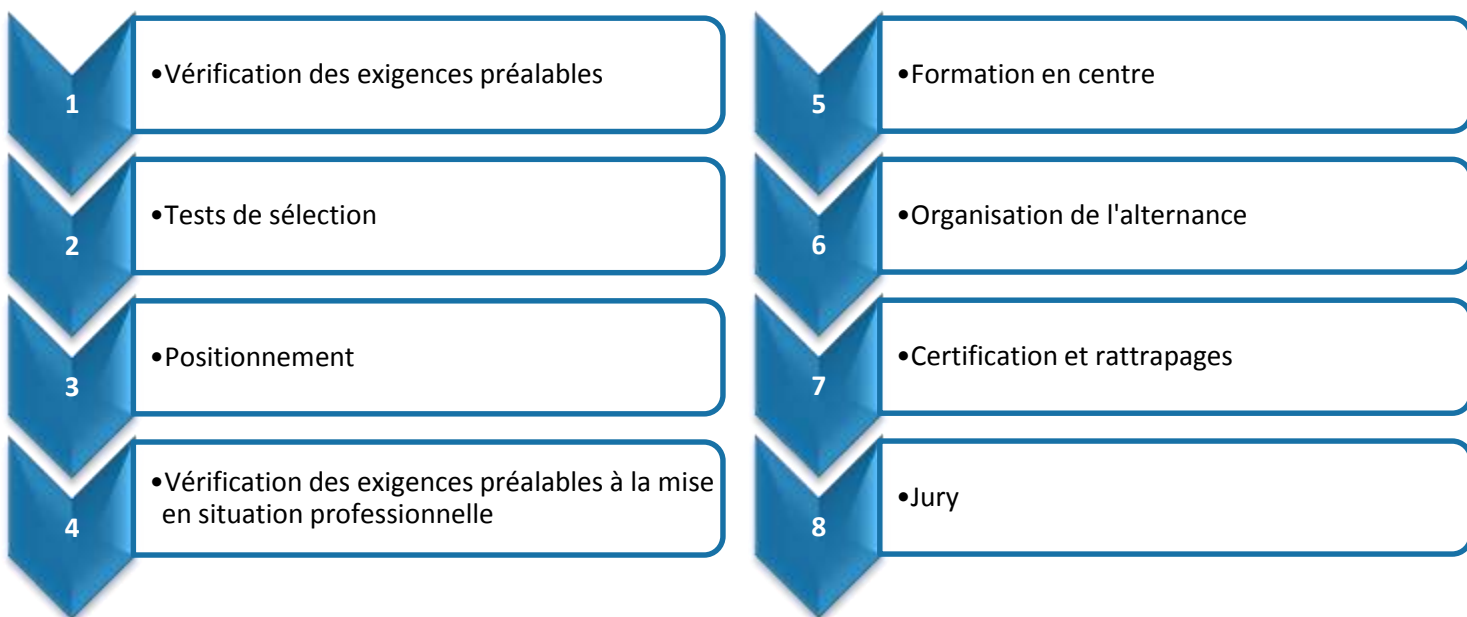 1
•Vérification des exigences préalables
2
•Tests de sélection
3
•Positionnement
4
•Vérification des exigences préalables à la mise
en situation professionnelle
5
•Formation en centre
6
•Organisation de l'alternance
7
•Certification et rattrapages
8
•Jury